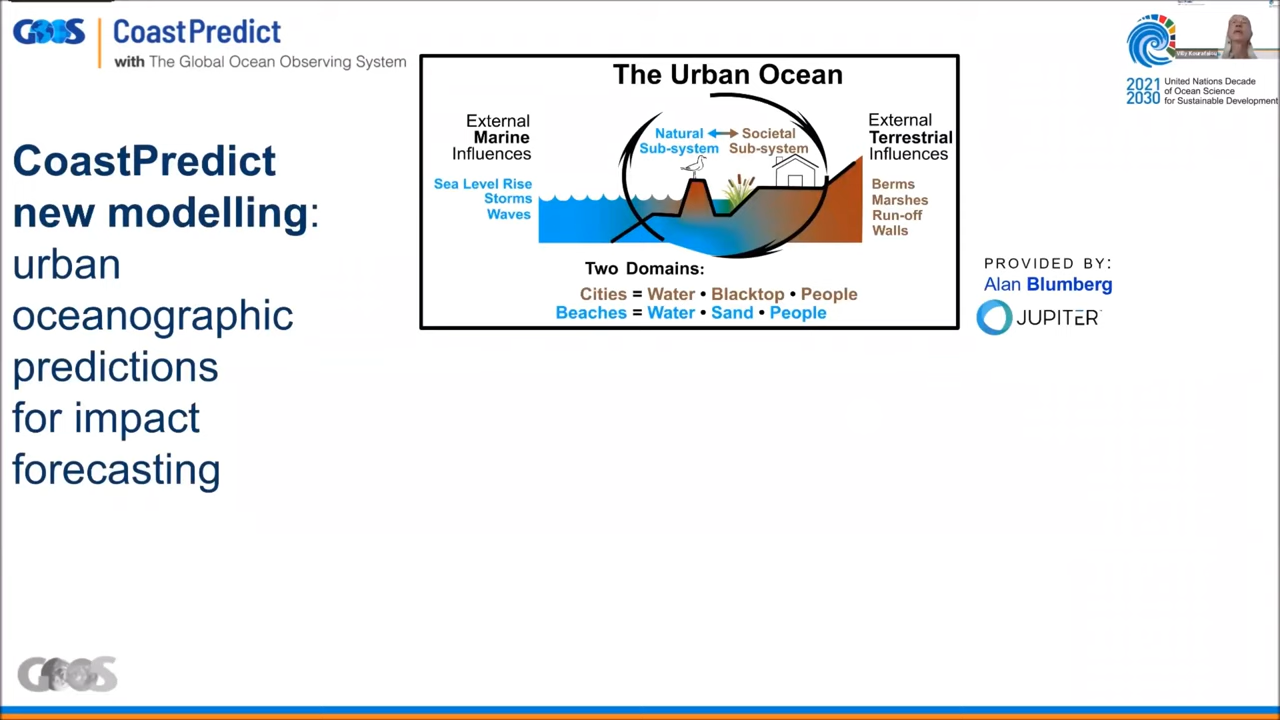 GOOS
CoastPredict
with The Global Ocean Observing System
2021
2030
United Nations Decade
of Ocean Science
for Sustainable Development
CoastPredict
new modelling:
urban
oceanographic
predictions
for impact
forecasting
The Urban Ocean
External
Marine
Influences
Sea Level Rise
Storms
Waves
Natural
Sub-system
Societal
Sub-system
External
Terrestrial
Influences
Berms
Marshes
Run-off
Walls
Two Domains:
Cities = Water • Blacktop • People
Beaches = Water • Sand • People
PROVIDED BY:
Alan Blumberg
JUPITER
GOOS